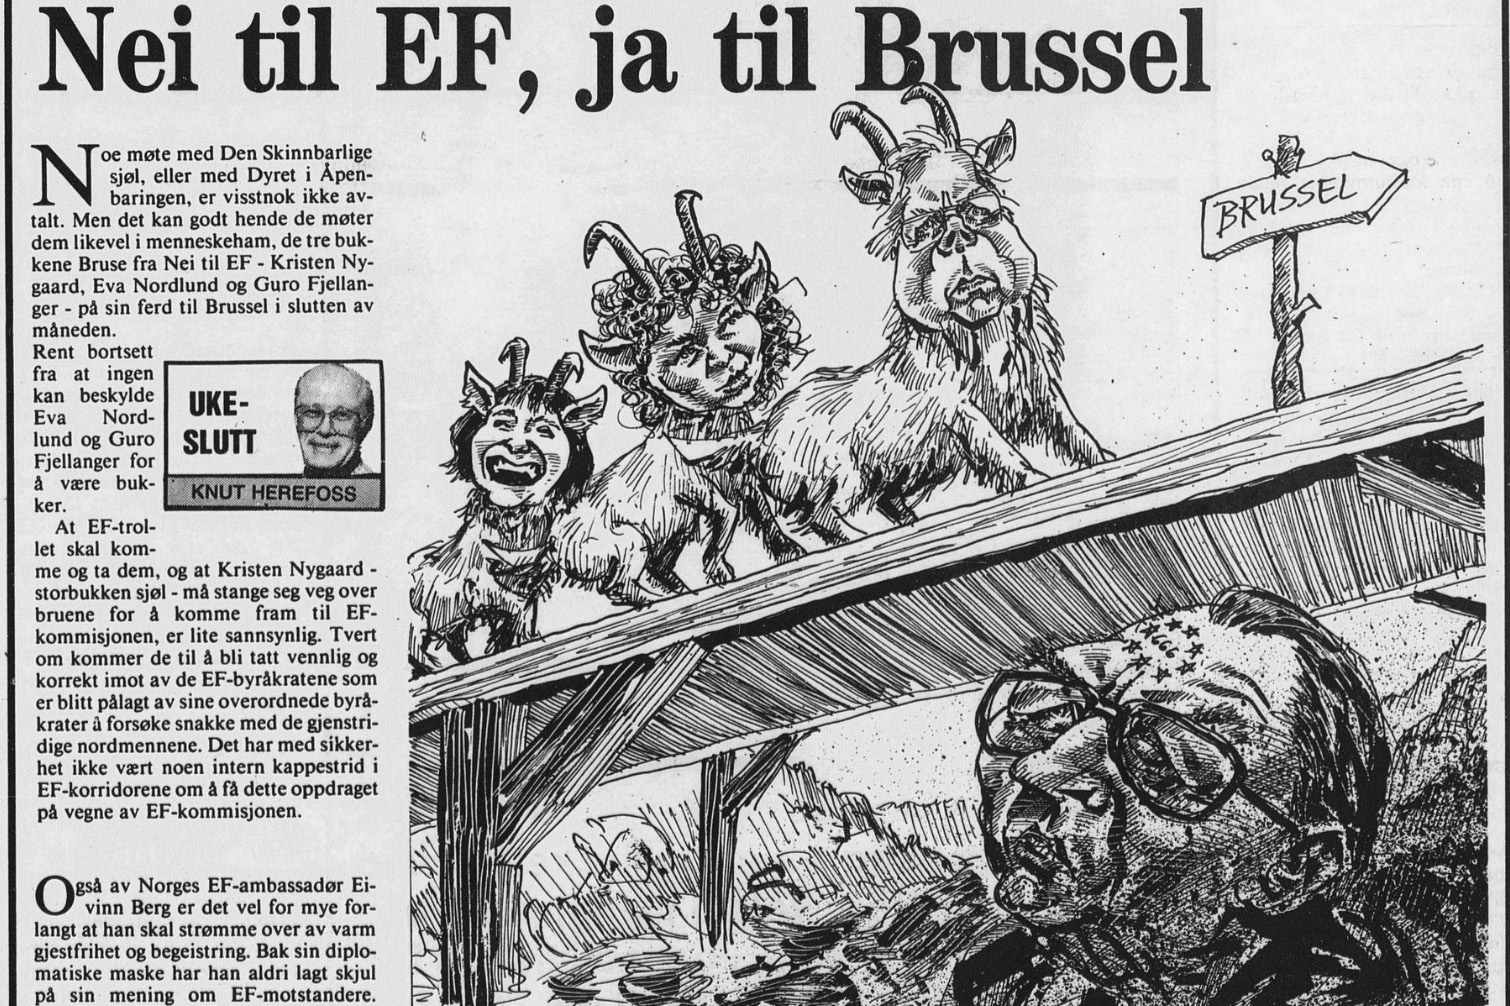 Nei til EF, ja til Brussel
Noe møte med Den Skinnbarlige
sjøl, eller med Dyret i Åpen-
baringen, er visstnok ikke av-
talt. Men det kan godt hende de møter
dem likevel i menneskeham, de tre buk-
kene Bruse fra Nei til EF - Kristen Ny-
gaard, Eva Nordlund og Guro Fjellan-
ger - på sin ferd til Brussel i slutten av
måneden.
Rent bortsett
fra at ingen
kan beskylde
Eva Nord-
lund og Guro
Fjellanger for
å være buk-
ker.
At EF-trol-
let skal kom-
me og ta dem, og at Kristen Nygaard -
storbukken sjøl - må stange seg veg over
bruene for å komme fram til EF-
kommisjonen, er lite sannsynlig. Tvert
om kommer de til å bli tatt vennlig og
korrekt imot av de EF-byråkratene som
er blitt pålagt av sine overordnede byrå-
krater å forsøke snakke med de gjenstri-
dige nordmennene. Det har med sikker-
het ikke vært noen intern kappestrid i
EF-korridorene om å få dette oppdraget
på vegne av EF-kommisjonen.
Også av Norges EF-ambassadør Ei-
vinn Berg er det vel for mye for-
langt at han skal strømme over av varm
gjestfrihet og begeistring. Bak sin diplo-
matiske maske har han aldri lagt skjul
på sin mening om EF-motstandere.
UKE-
SLUTT
KNUT HEREFOSS
BRUSSEL
666